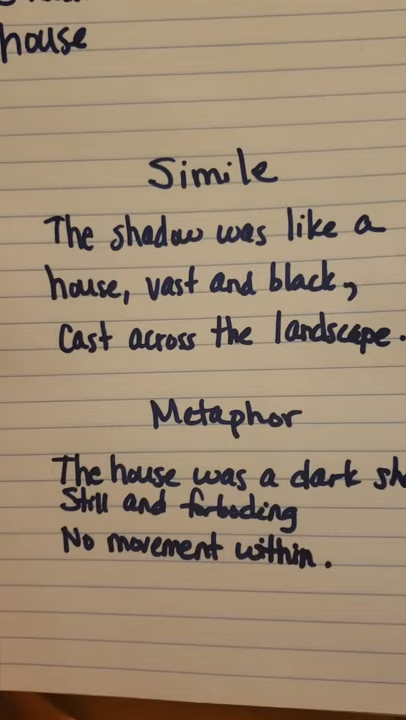 house
Simile
The shadow was like a
house, vast and black,
Cast across the landscape.
Metaphor
The house was a dark sh
Still and forboding
No movement within.